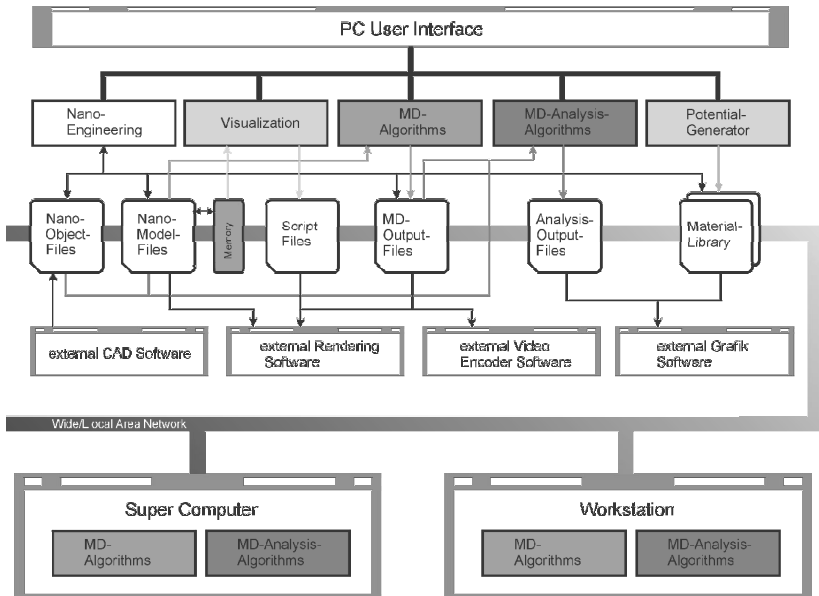 PC User Interface
Nano-
Engineering
Visualization
MD-
Algorithms
MD-Analysis-
Algorithms
Potential-
Generator
Nano-
Object-
Files
Nano-
Model-
Files
Memory
Script
Files
MD-
Output-
Files
Analysis-
Output-
Files
Material-
Library
external CAD Software
external Rendering
Software
external Video
Encoder Software
external Grafik
Software
Wide/Local Area Network
Super Computer
MD-
Algorithms
MD-Analysis-
Algorithms
Workstation
MD-
Algorithms
MD-Analysis-
Algorithms